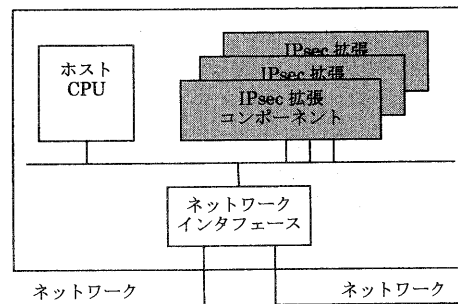 IPsec 拡張
IPsec 拡張
IPsec 拡張
コンポーネント
ホスト
CPU
ネットワーク
インタフェース
ネットワーク
ネットワーク